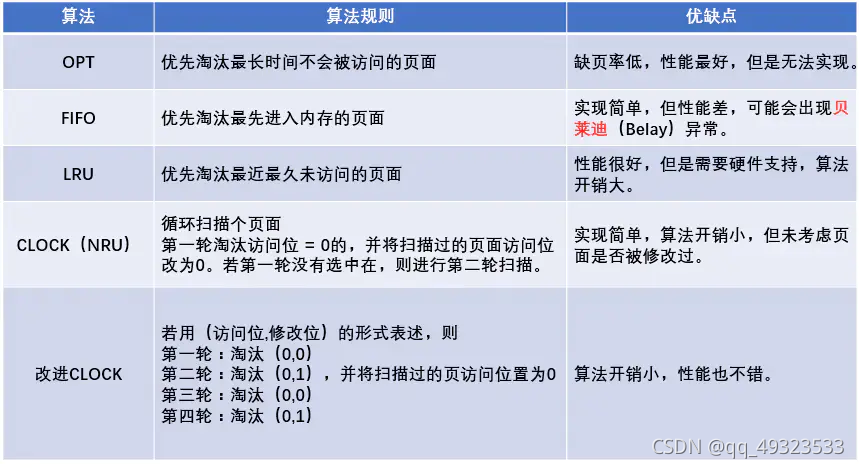 算法 算法规则 优缺点
OPT 优先淘汰最长时间不会被访问的页面 缺页率低，性能最好，但是无法实现。
FIFO 优先淘汰最先进入内存的页面 实现简单，但性能差，可能会出现贝
莱迪（Belay）异常。
LRU 优先淘汰最近最久未访问的页面 性能很好，但是需要硬件支持，算法
开销大。
CLOCK（NRU） 循环扫描个页面
第一轮淘汰访问位 = 0的，并将扫描过的页面访问位
改为0。若第一轮没有选中在，则进行第二轮扫描。
实现简单，算法开销小，但未考虑页
面是否被修改过。
改进CLOCK 若用（访问位,修改位）的形式表述，则
第一轮：淘汰（0,0）
第二轮：淘汰（0,1），并将扫描过的页访问位置为0
第三轮：淘汰（0,0）
第四轮：淘汰（0,1）
算法开销小，性能也不错。
CSDN @qq_49323533